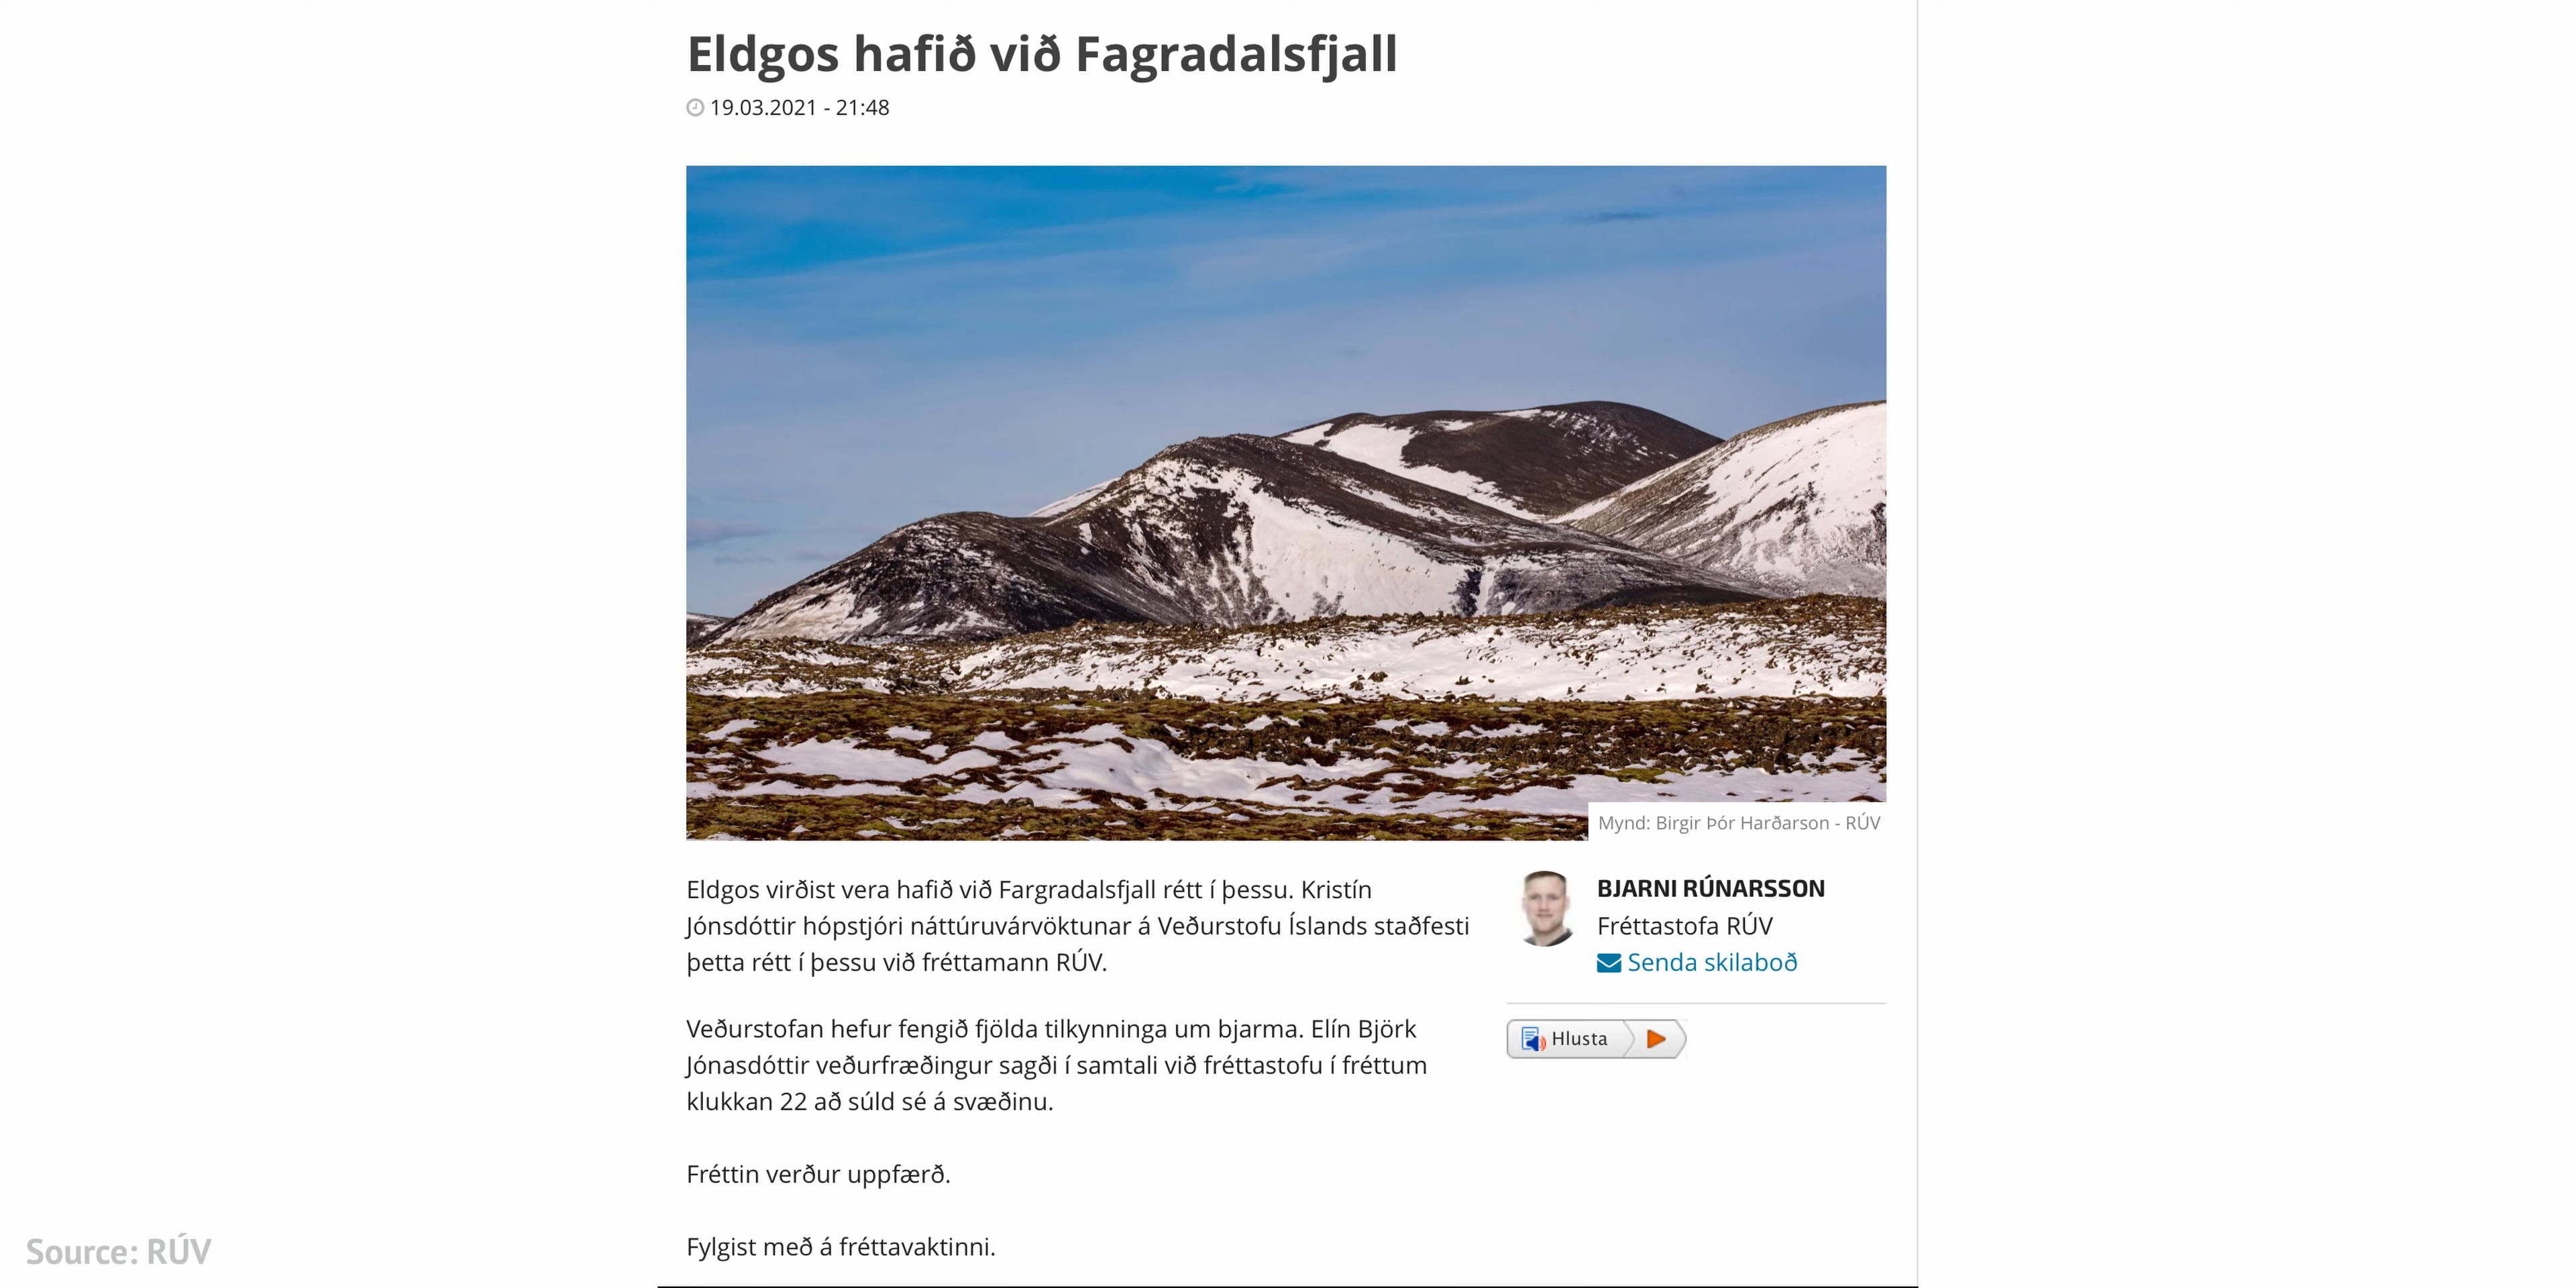 Eldgos hafið við Fagradalsfjall
19.03.2021 - 21:48
Mynd: Birgir Þór Harðarson - RÚV
Eldgos virðist vera hafið við Fargradalsfjall rétt í þessu. Kristín
Jónsdóttir hópstjóri náttúruvárvöktunar á Veðurstofu Íslands staðfesti
þetta rétt í þessu við fréttamann RÚV.
Veðurstofan hefur fengið fjölda tilkynninga um bjarma. Elín Björk
Jónasdóttir veðurfræðingur sagði í samtali við fréttastofu í fréttum
klukkan 22 að súld sé á svæðinu.
Fréttin verður uppfærð.
Fylgist með á fréttavaktinni.
BJARNI RÚNARSSON
Fréttastofa RÚV
Senda skilaboð
Hlusta
Source: RÚV